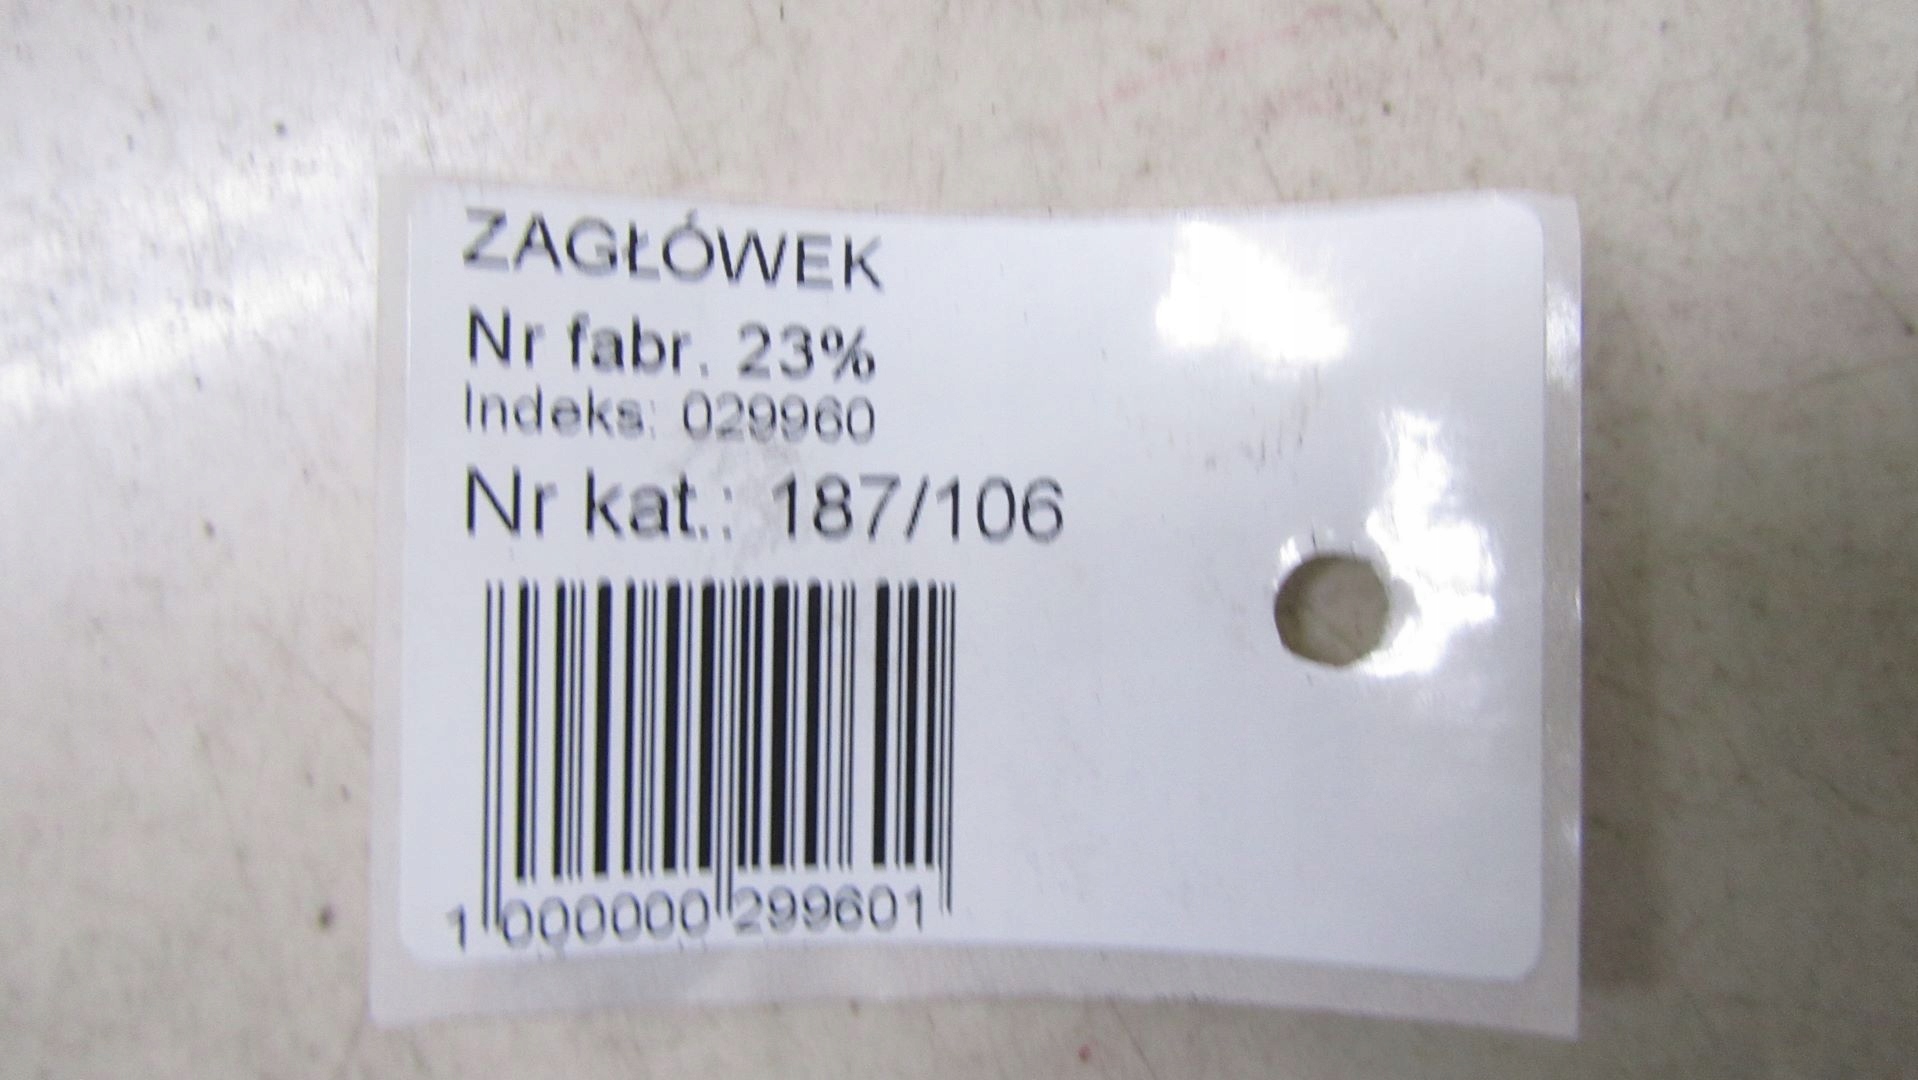 ZAGŁÓWEK
Nr fabr. 23%
Indeks: 029960
Nr kat.: 187/106
1 000000 299601